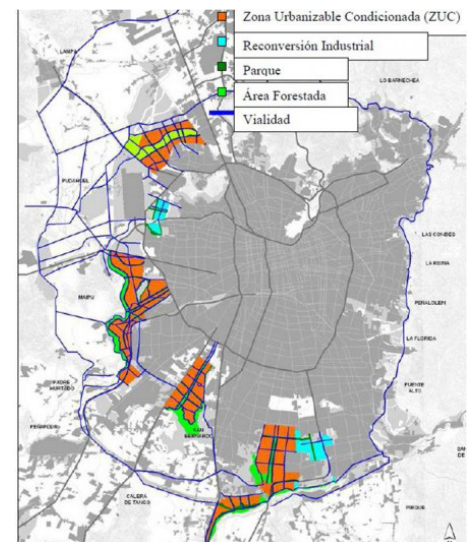 Zona Urbanizable Condicionada (ZUC)
Reconversión Industrial
Parque
Área Forestada
Vialidad
LAMPA
LO BARNECHEA
PUDAHUEL
LAS CONDES
LA REINA
MAIPU
PEÑALOLEN
LA FLORIDA
PADRE
HURTADO
PUENTE
ALTO
PEÑAFLOR
SAN
BERNARDO
CALERA
DE TANGO
PIRQUE